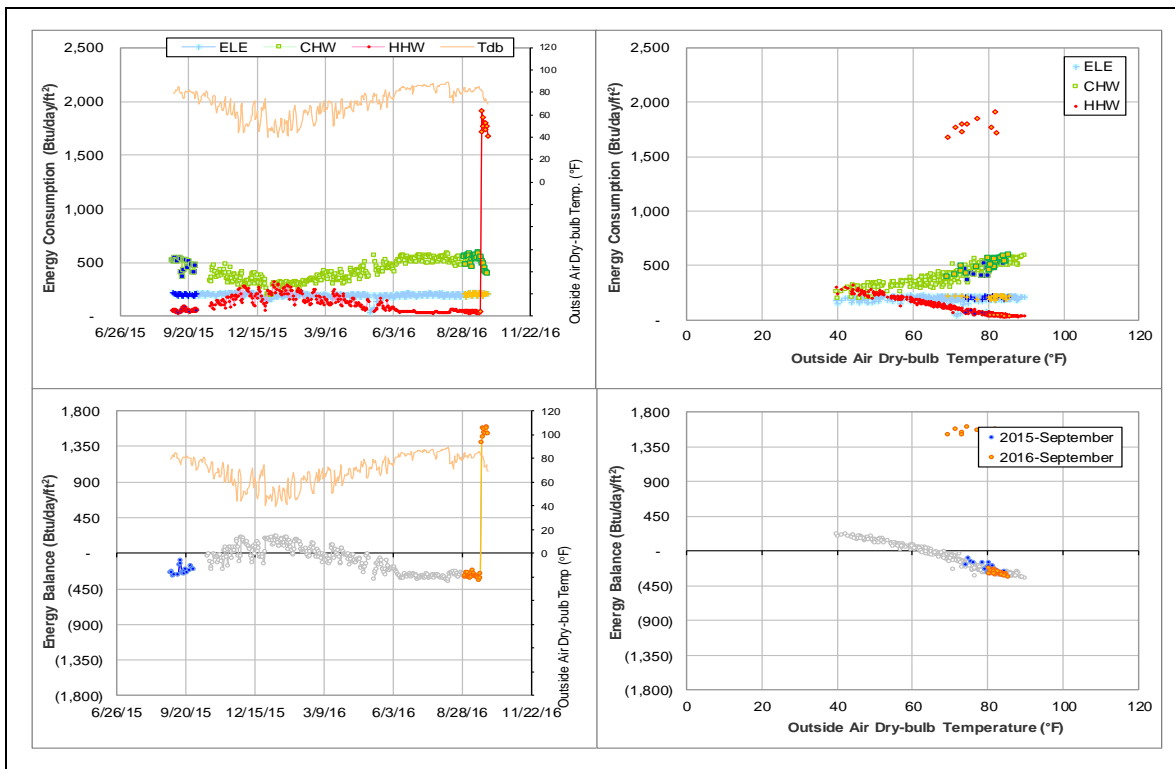 ELE CHW HHW Tdb
Energy Consumption (Btu/day/ft²)
2,500
2,000
1,500
1,000
500
-
120
100
80
60
40
20
0
Outside Air Dry-bulb Temp. (°F)
6/26/15 9/20/15 12/15/15 3/9/16 6/3/16 8/28/16 11/22/16
Energy Consumption (Btu/day/ft²)
2,500
2,000
1,500
1,000
500
-
ELE
CHW
HHW
0 20 40 60 80 100 120
Outside Air Dry-bulb Temperature (°F)
Energy Balance (Btu/day/ft²)
1,800
1,350
900
450
-
(450)
(900)
(1,350)
(1,800)
120
100
80
60
40
20
0
Outside Air Dry-bulb Temp (°F)
6/26/15 9/20/15 12/15/15 3/9/16 6/3/16 8/28/16 11/22/16
Energy Balance (Btu/day/ft²)
1,800
1,350
900
450
-
(450)
(900)
(1,350)
(1,800)
2015-September
2016-September
0 20 40 60 80 100 120
Outside Air Dry-bulb Temperature (°F)